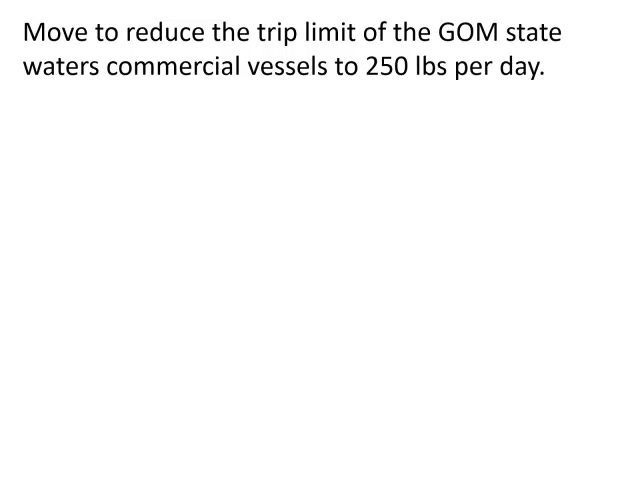 Move to reduce the trip limit of the GOM state
waters commercial vessels to 250 lbs per day.